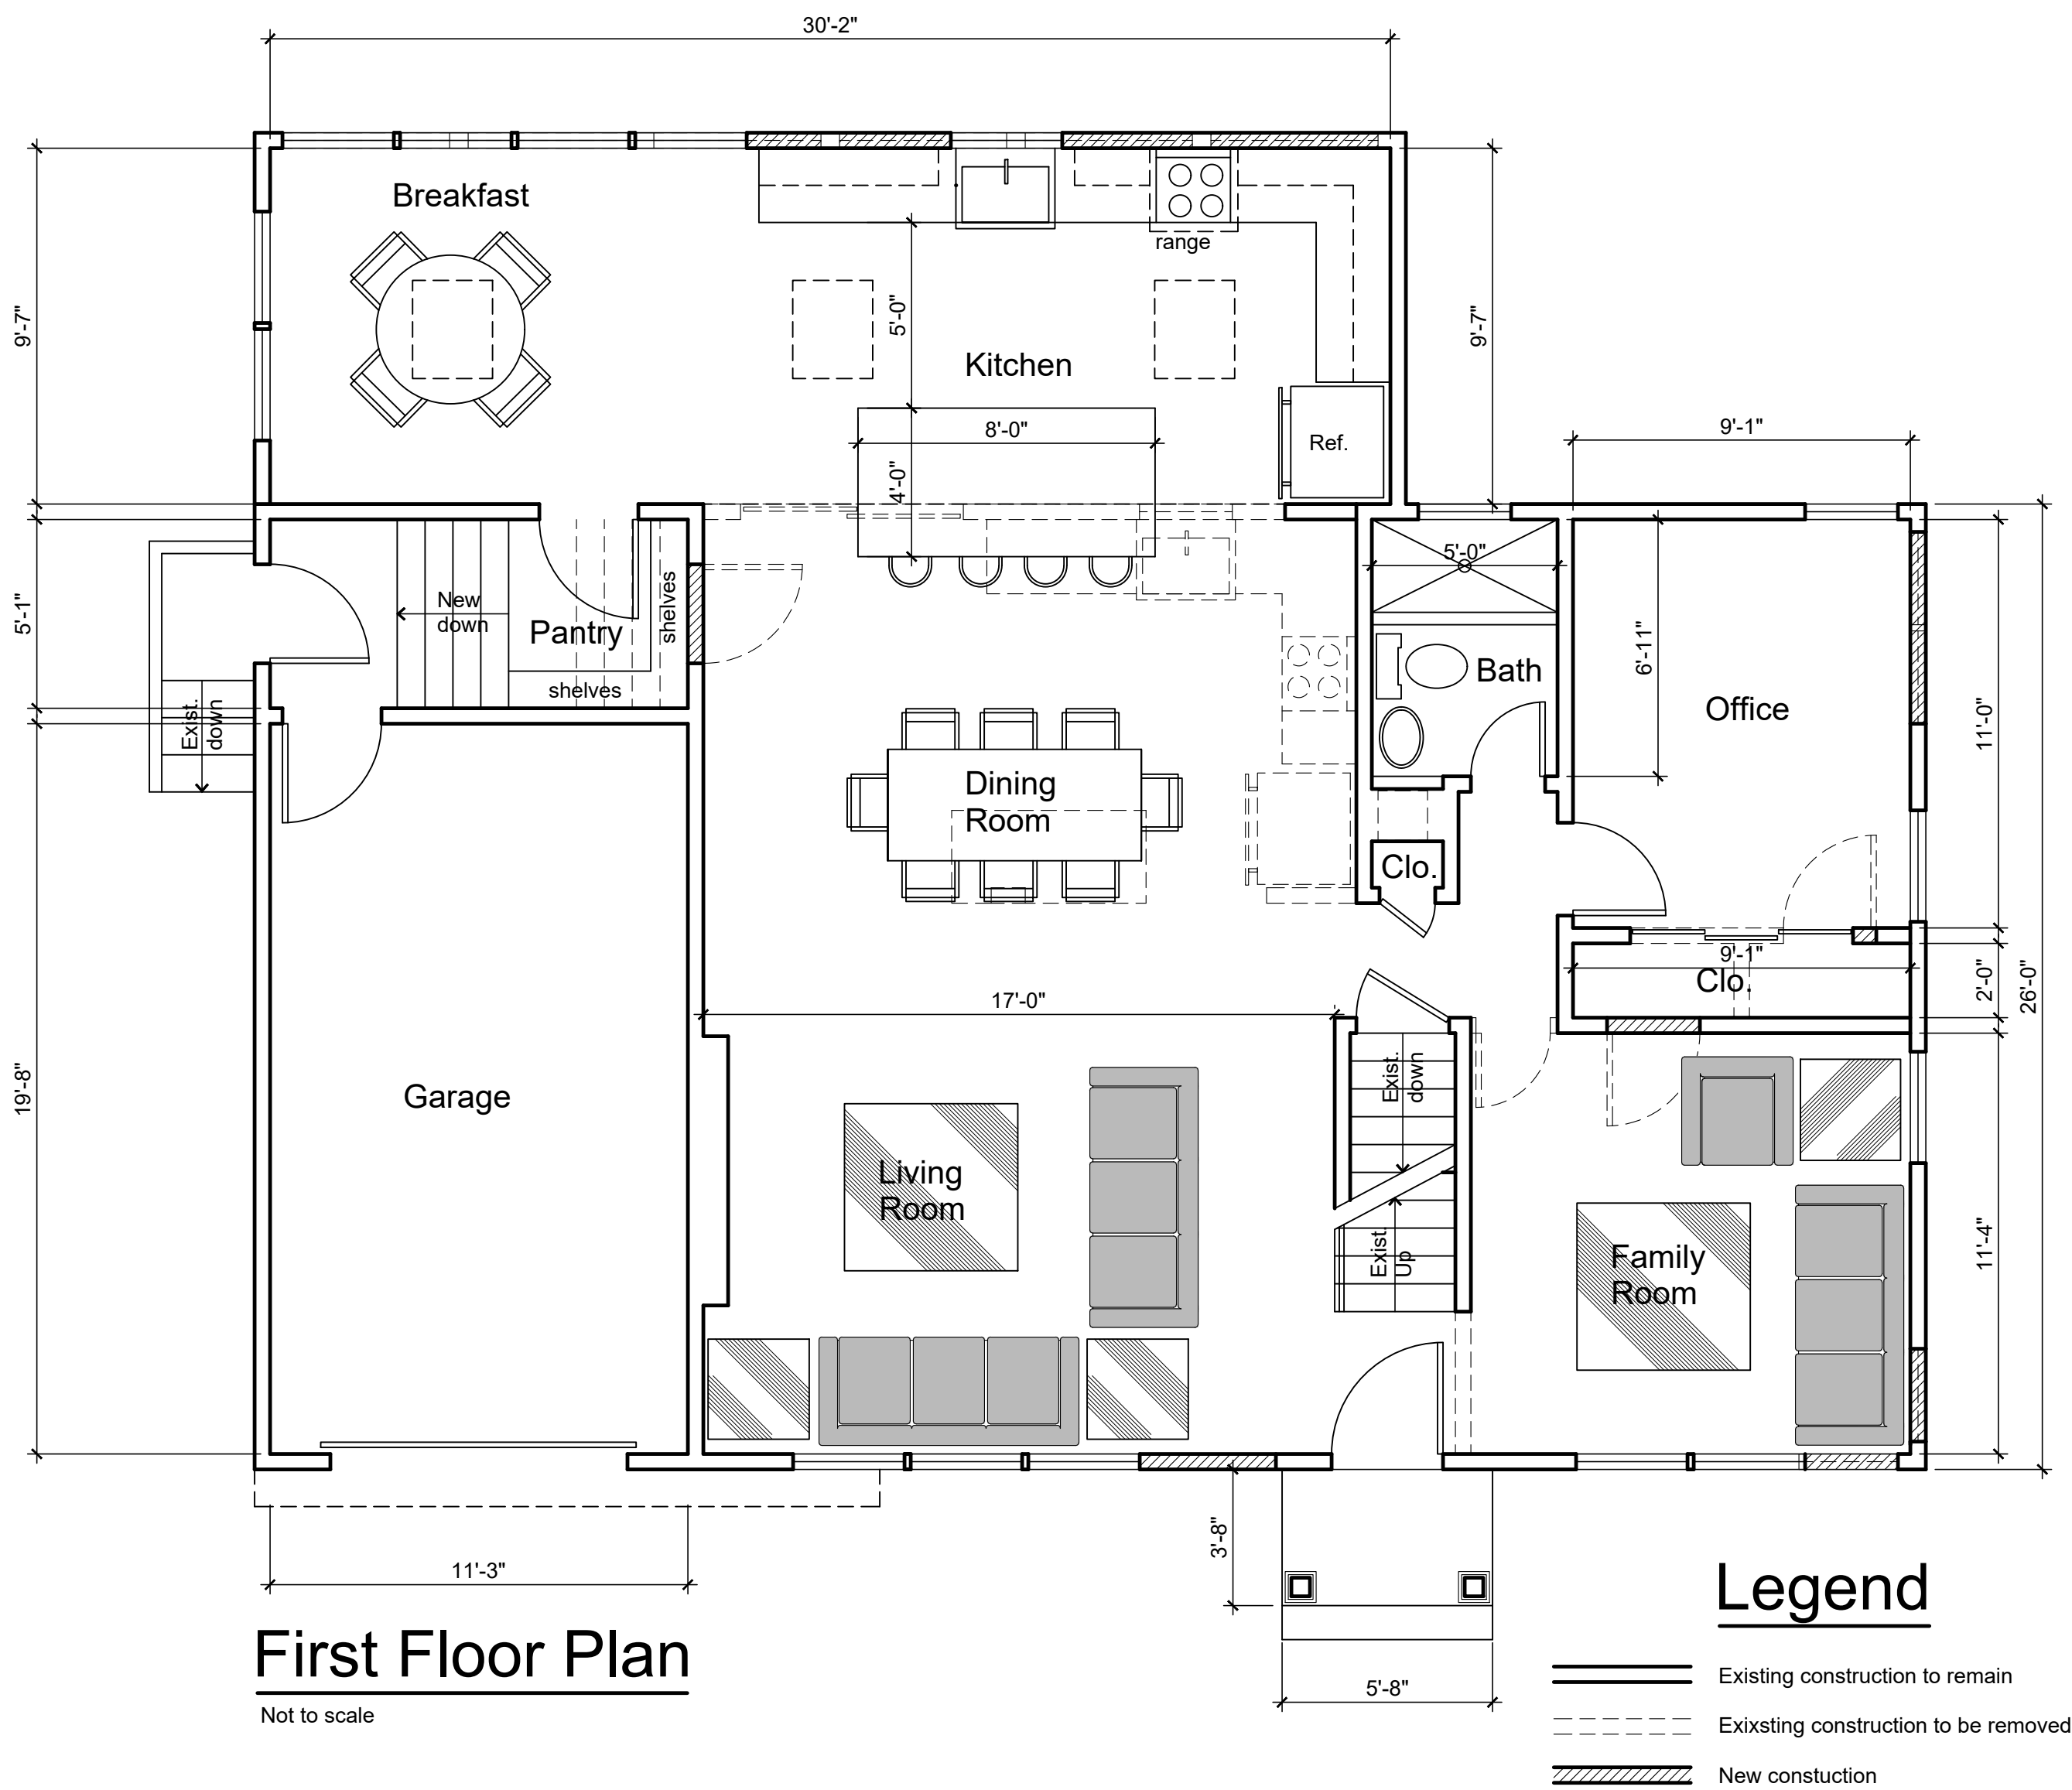 30'-2"
Breakfast
range
9'-7"
5'-0"
9'-7"
Kitchen
8'-0"
9'-1"
Ref.
4'-0"
5'-0"
New
down
shelves
5'-1"
Pantry
6'-11"
Bath
shelves
Office
Exist.
down
11'-0"
Dining
Room
Clo.
9'-1"
Clo.
2'-0"
26'-0"
17'-0"
Exist.
down
19'-8"
Garage
Living
Room
Exist.
Up
Family
Room
11'-4"
3'-8"
11'-3"
Legend
First Floor Plan
Not to scale
5'-8"
Existing construction to remain
Exixsting construction to be removed
New constuction